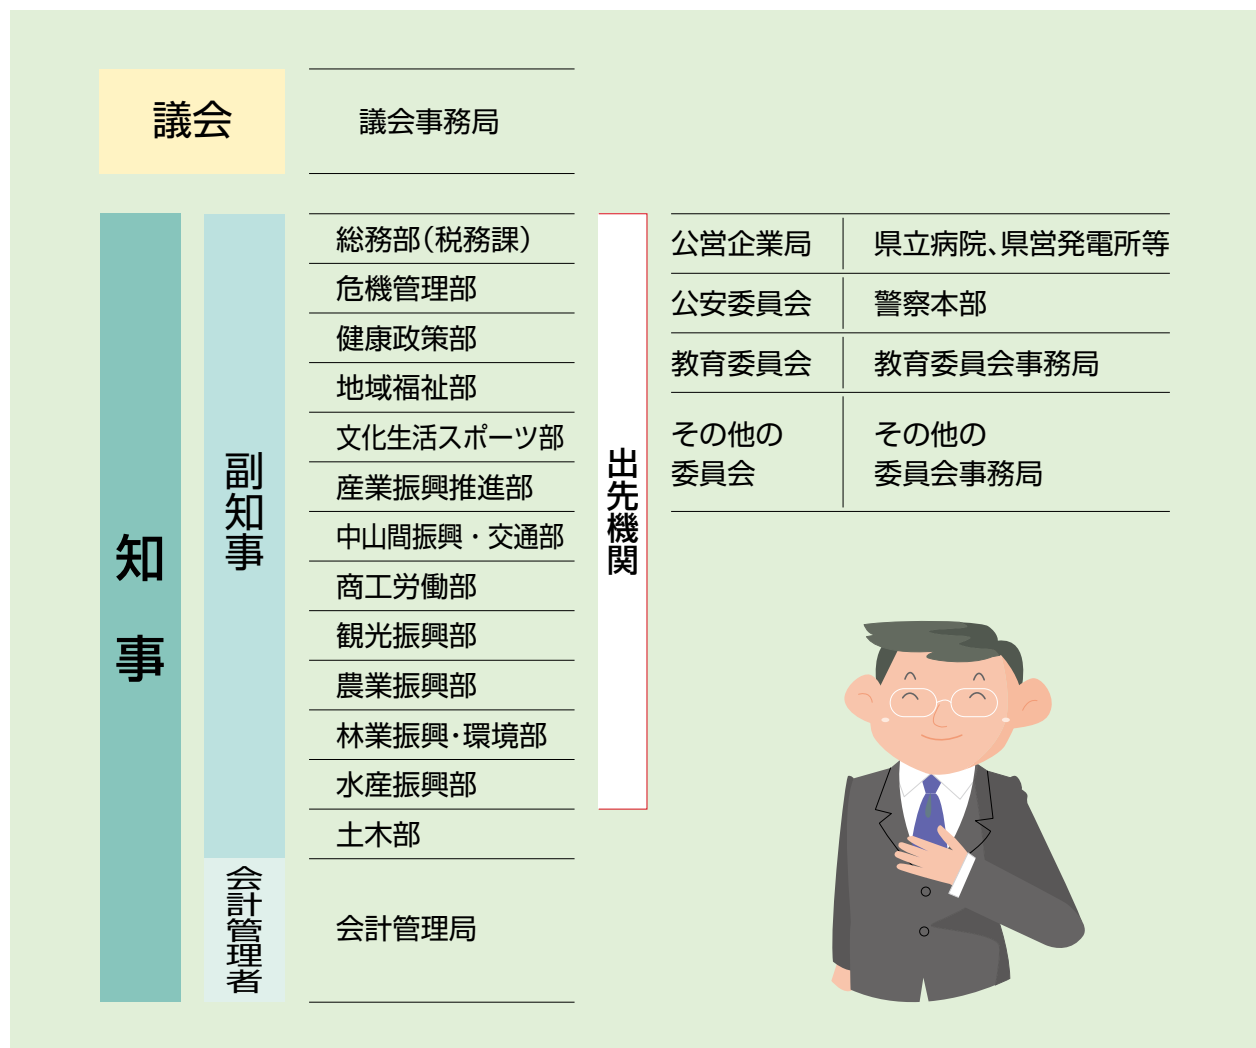 議会
議会事務局
知事
副知事
総務部（税務課）
危機管理部
健康政策部
地域福祉部
文化生活スポーツ部
産業振興推進部
中山間振興・交通部
商工労働部
観光振興部
農業振興部
林業振興・環境部
水産振興部
土木部
会計管理者
会計管理局
出先機関
公営企業局
県立病院、県営発電所等
公安委員会
警察本部
教育委員会
教育委員会事務局
その他の
委員会
その他の
委員会事務局